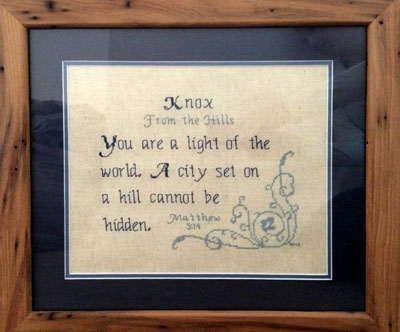 Knox
From the Hills
You are a light of the
world. A city set on
a hill cannot be
hidden. Matthew
5:14